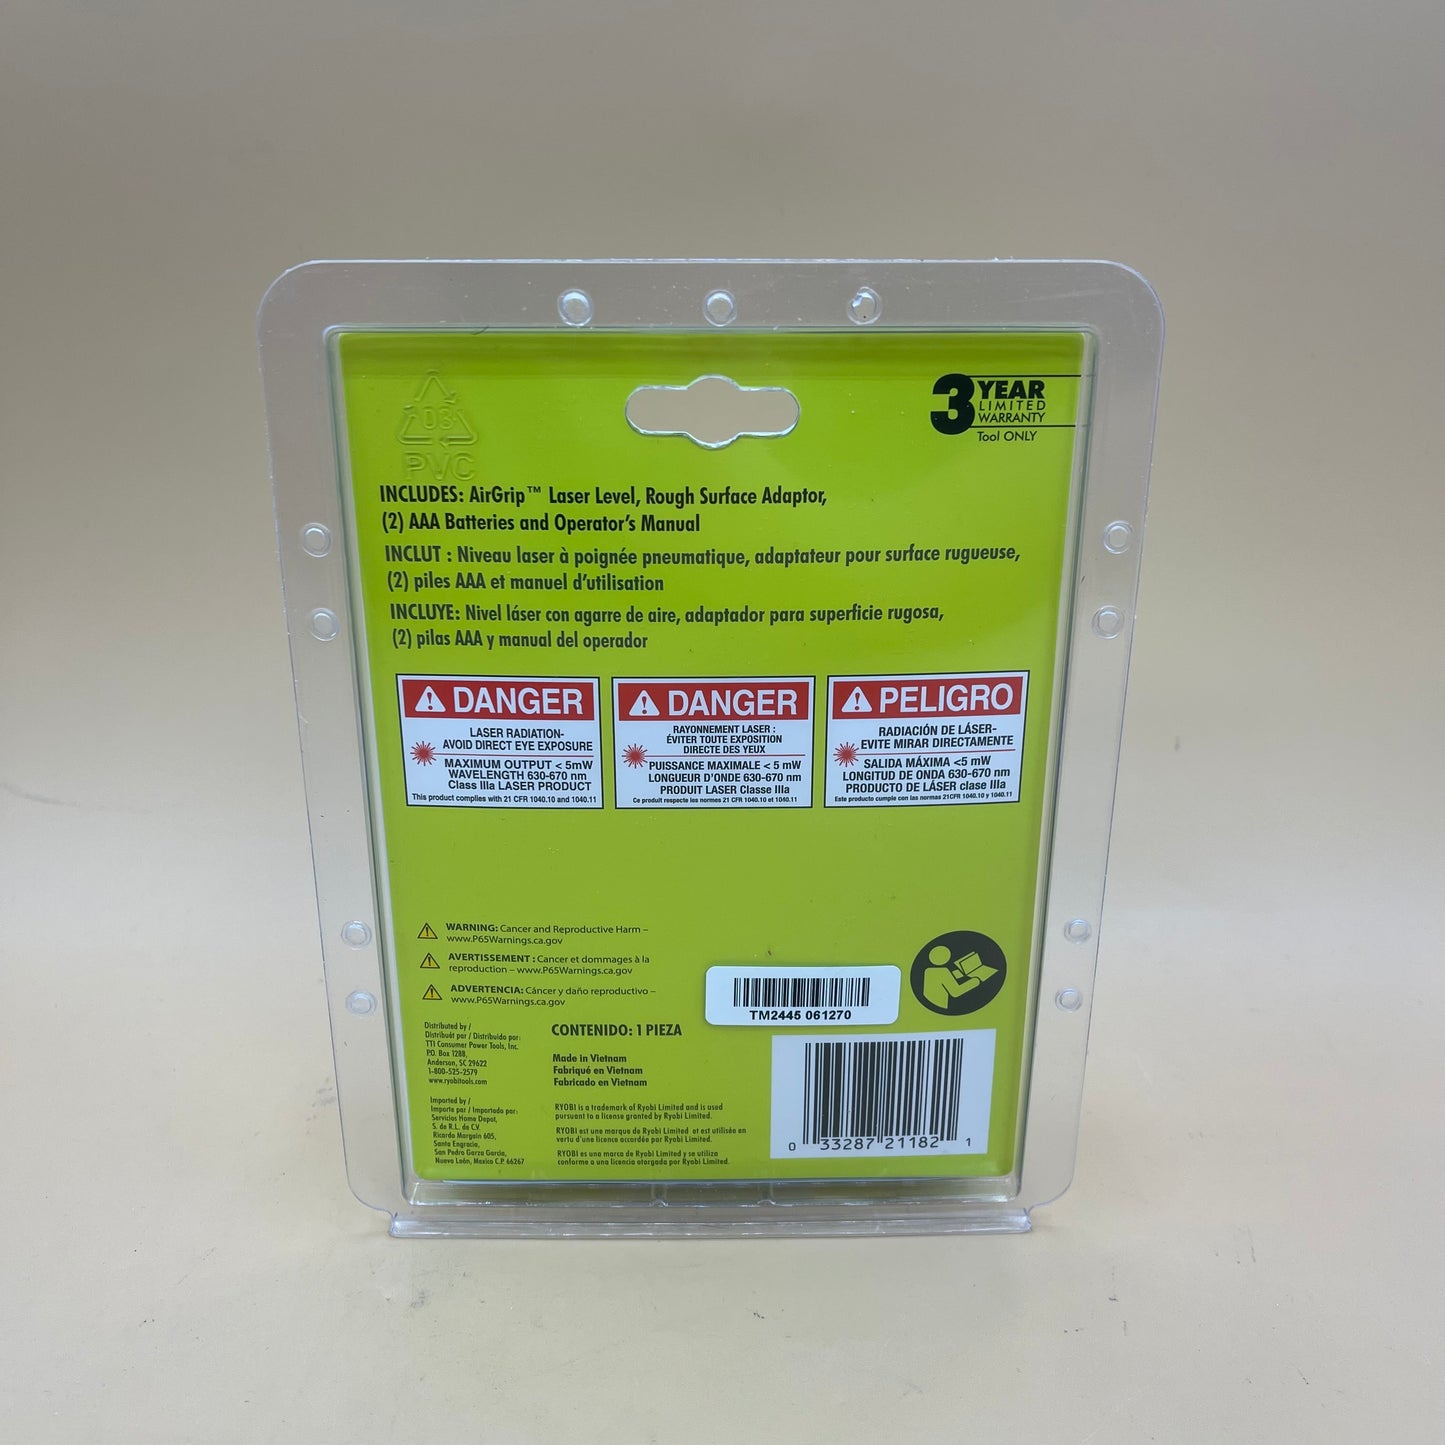 03
PVC
3 YEAR
LIMITED
WARRANTY
Tool ONLY
INCLUDES: AirGrip™ Laser Level, Rough Surface Adaptor,
(2) AAA Batteries and Operator's Manual
INCLUT : Niveau laser à poignée pneumatique, adaptateur pour surface rugueuse,
(2) piles AAA et manuel d'utilisation
INCLUYE: Nivel láser con agarre de aire, adaptador para superficie rugosa,
(2) pilas AAA y manual del operador
DANGER
LASER RADIATION-
AVOID DIRECT EYE EXPOSURE
MAXIMUM OUTPUT < 5mW
WAVELENGTH 630-670 nm
Class IIIa LASER PRODUCT
This product complies with 21 CFR 1040.10 and 1040.11
DANGER
RAYONNEMENT LASER :
ÉVITER TOUTE EXPOSITION
DIRECTE DES YEUX
PUISSANCE MAXIMALE < 5 mW
LONGUEUR D'ONDE 630-670 nm
PRODUIT LASER Classe IIIa
Ce produit respecte les normes 21 CFR 1040.10 et 1040.11
PELIGRO
RADIACIÓN DE LÁSER-
EVITE MIRAR DIRECTAMENTE
SALIDA MÁXIMA <5 mW
LONGITUD DE ONDA 630-670 nm
PRODUCTO DE LÁSER clase IIIa
Este producto cumple con las normas 21CFR 1040.10 y 1040.11
WARNING: Cancer and Reproductive Harm –
www.P65Warnings.ca.gov
AVERTISSEMENT : Cancer et dommages à la
reproduction – www.P65Warnings.ca.gov
ADVERTENCIA: Cáncer y daño reproductivo –
www.P65Warnings.ca.gov
TM2445 061270
Distributed by /
Distribué par / Distribuido por:
TTI Consumer Power Tools, Inc.
P.O. Box 1288,
Anderson, SC 29622
1-800-525-2579
www.ryobitools.com
Imported by /
Importe par / Importado por:
Servicios Home Depot,
S. de R.L. de C.V.
Ricardo Margain 605,
Santa Engracia,
San Pedro Garza Garcia,
Nuevo León, Mexico C.P. 66267
CONTENIDO: 1 PIEZA
Made in Vietnam
Fabriqué en Vietnam
Fabricado en Vietnam
RYOBI is a trademark of Ryobi Limited and is used
pursuant to a license granted by Ryobi Limited.
RYOBI est une marque de Ryobi Limited et est utilisée en
vertu d'une licence accordée par Ryobi Limited.
RYOBI es una marca de Ryobi Limited y se utiliza
conforme a una licencia otorgada por Ryobi Limited.
0 33287 21182 1